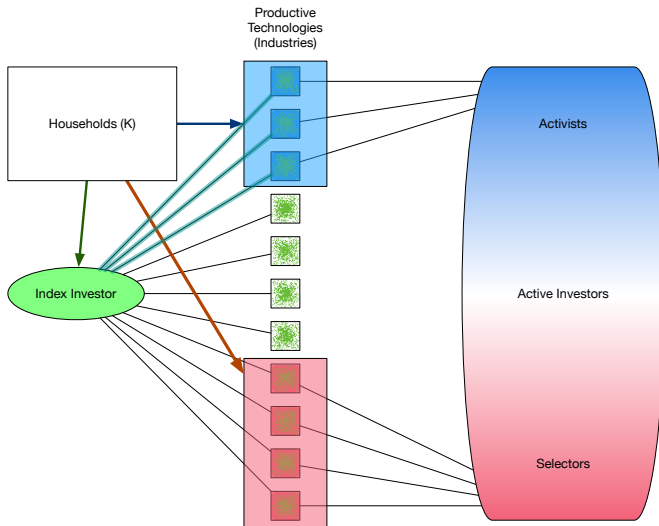 Productive
Technologies
(Industries)
Households (K)
Activists
Index Investor
Active Investors
Selectors